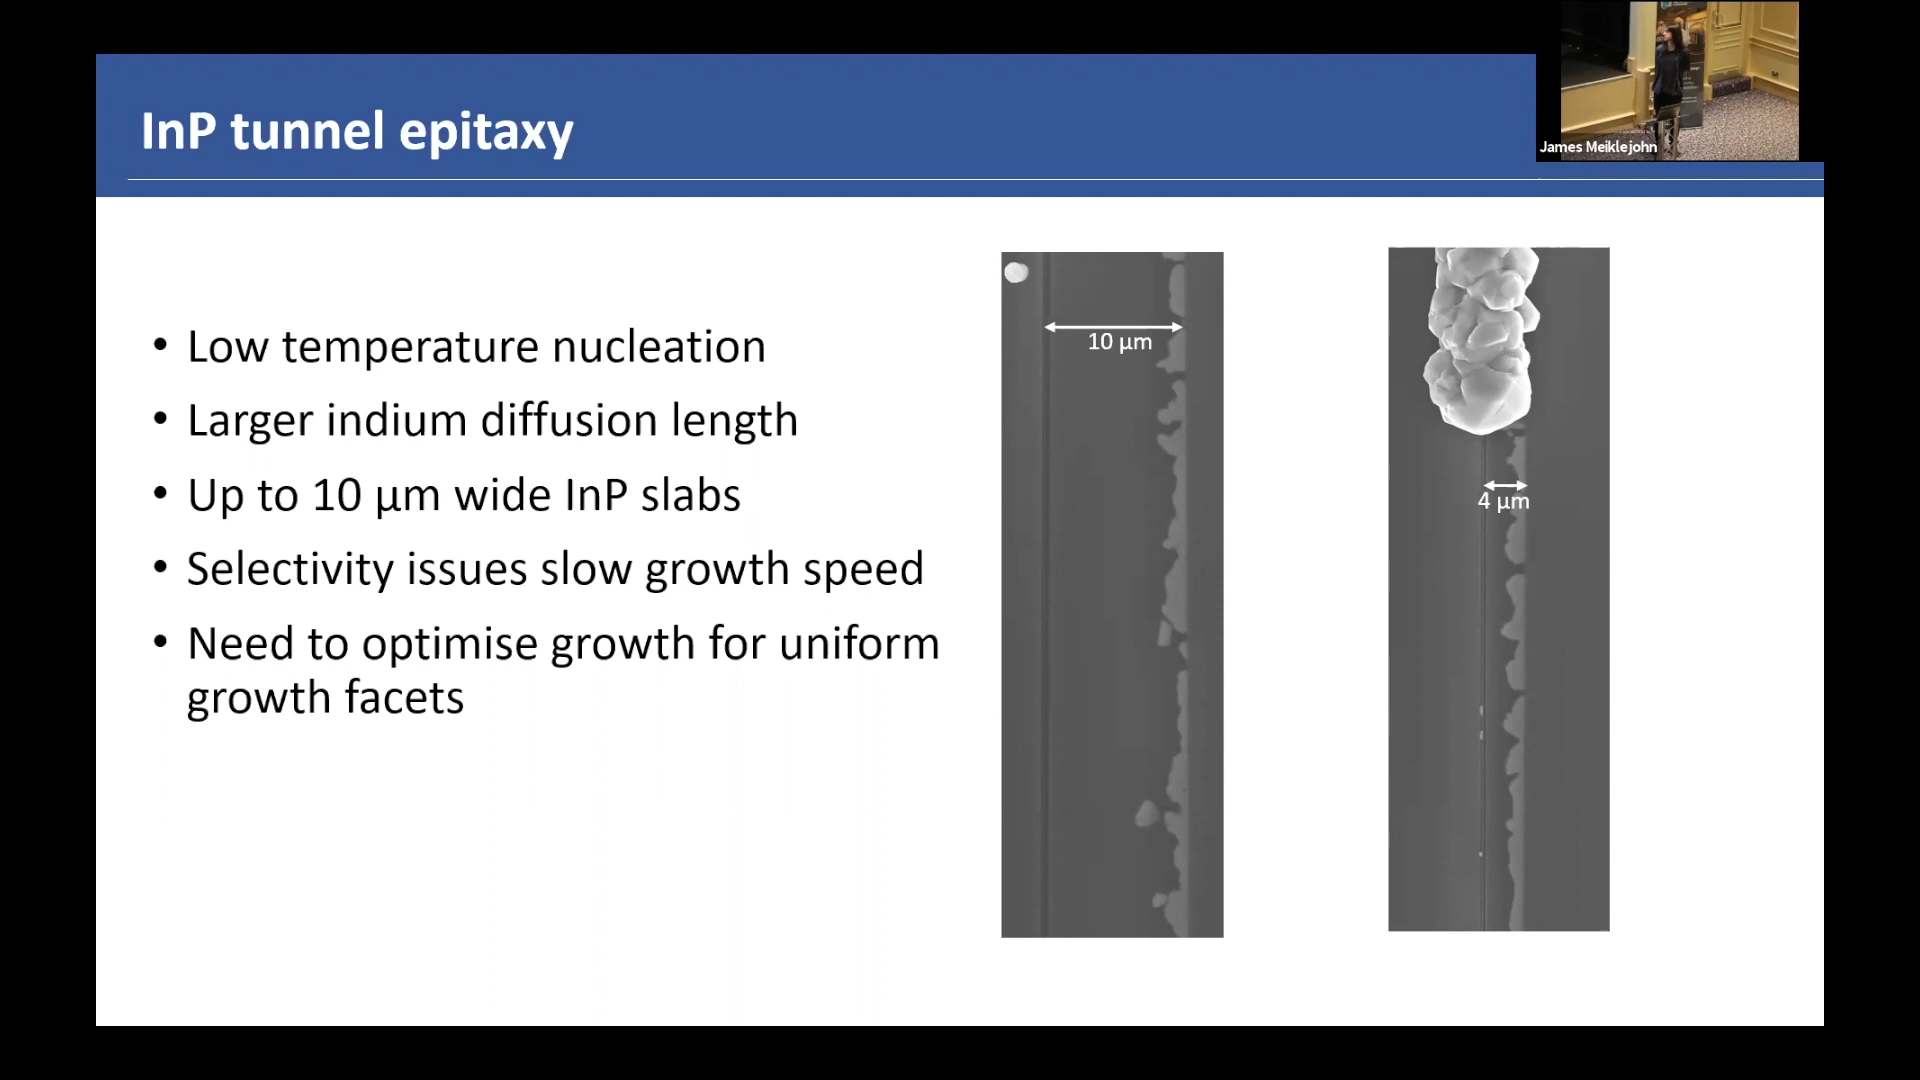 InP tunnel epitaxy
James Meiklejohn
• Low temperature nucleation
• Larger indium diffusion length
• Up to 10 µm wide InP slabs
• Selectivity issues slow growth speed
• Need to optimise growth for uniform
growth facets
10 µm
4 µm